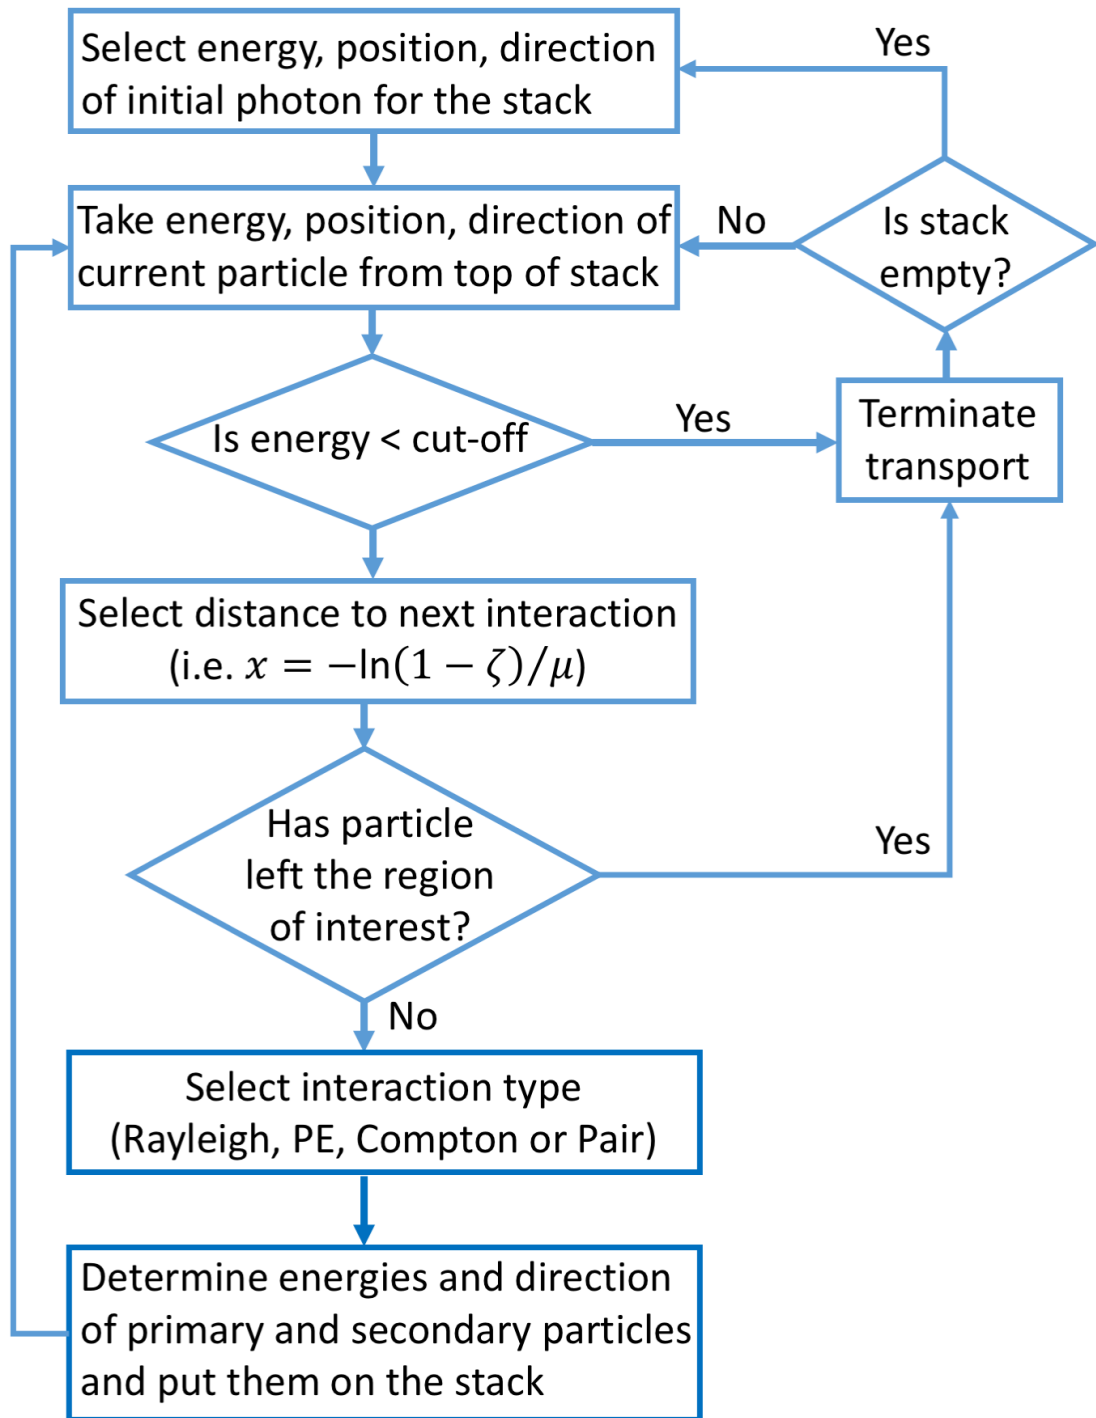 Select energy, position, direction
of initial photon for the stack
Yes
Take energy, position, direction of
current particle from top of stack
No
Is stack
empty?
Is energy < cut-off
Yes
Terminate
transport
Select distance to next interaction
(i.e. x = −ln(1 − ζ)/μ)
Has particle
left the region
of interest?
Yes
No
Select interaction type
(Rayleigh, PE, Compton or Pair)
Determine energies and direction
of primary and secondary particles
and put them on the stack